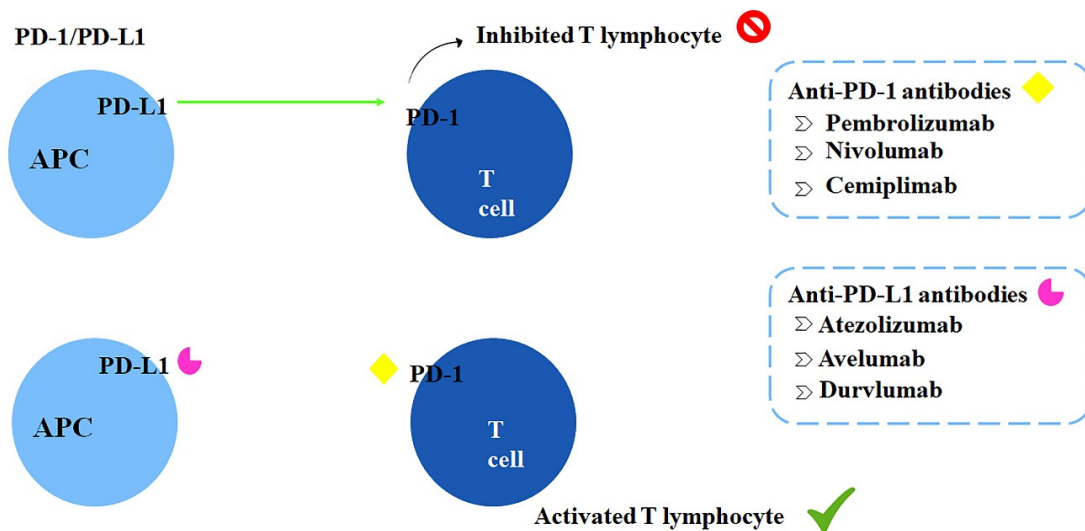 PD-1/PD-L1
Inhibited T lymphocyte
PD-L1
PD-1
APC
T
cell
Anti-PD-1 antibodies
Pembrolizumab
Nivolumab
Cemiplimab
Anti-PD-L1 antibodies
Atezolizumab
Avelumab
Durvlumab
PD-L1
PD-1
APC
T
cell
Activated T lymphocyte